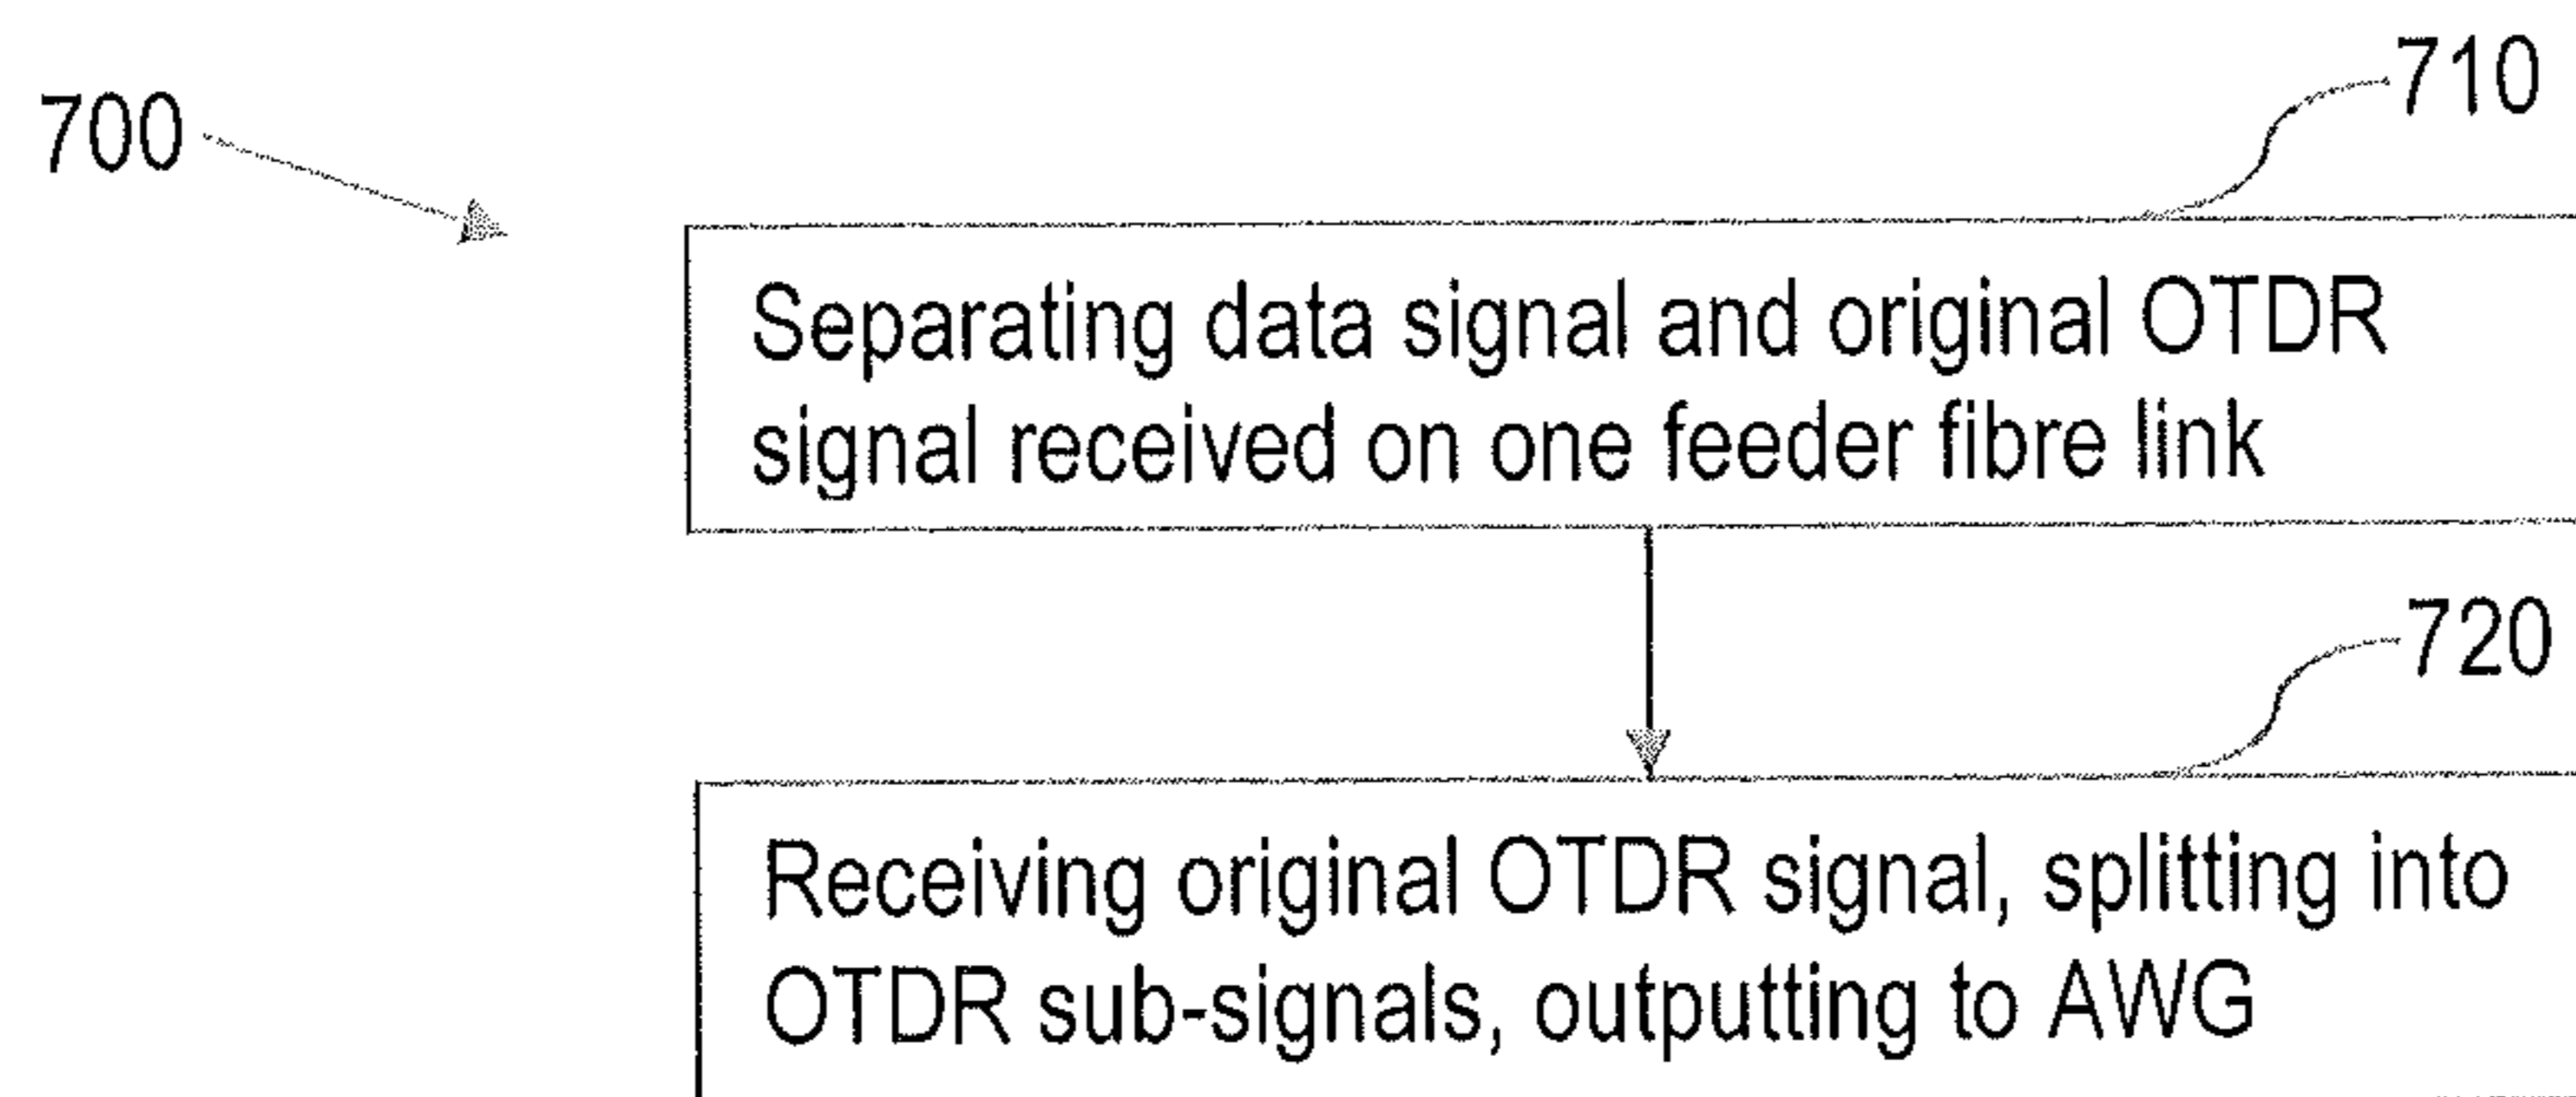 700
710
Separating data signal and original OTDR
signal received on one feeder fibre link
720
Receiving original OTDR signal, splitting into
OTDR sub-signals, outputting to AWG